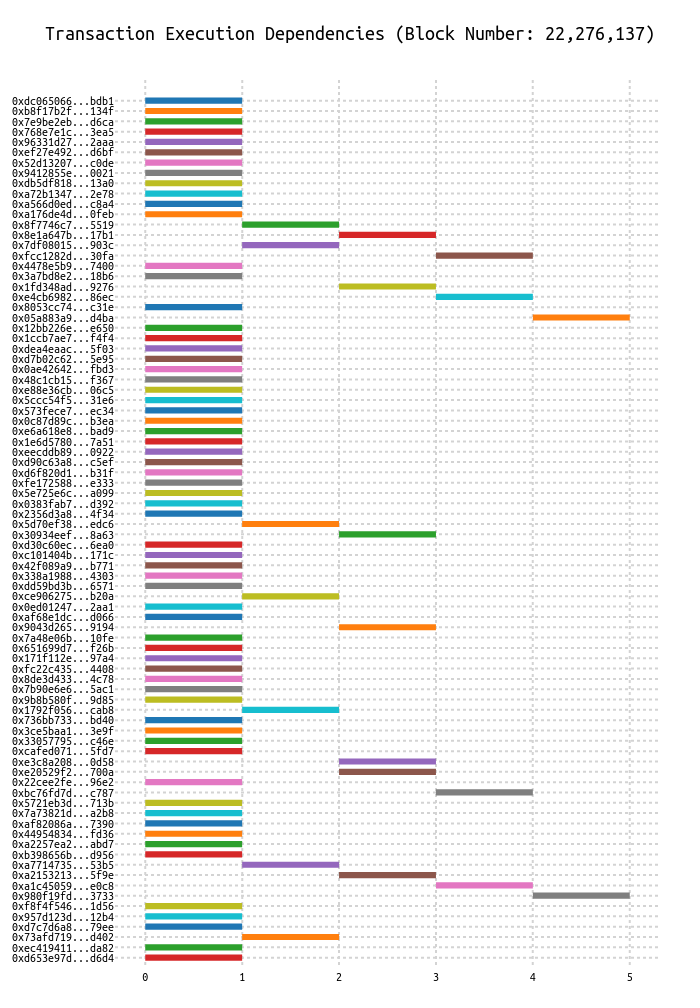 Transaction Execution Dependencies (Block Number: 22,276,137)
0xdc065066...bdb1
0xb8f17b2f...134f
0x7e9be2eb...d6ca
0x768e7e1c...3ea5
0x96331d27...2aaa
0xef27e492...d6bf
0x52d13207...c0de
0x9412855e...0021
0xdb5df818...13a0
0xa72b1347...2e78
0xa566d0ed...c8a4
0xa176de4d...0feb
0x8f7746c7...5519
0x8e1a647b...17b1
0x7df08015...903c
0xfcc1282d...30fa
0x4478e5b9...7400
0x3a7bd8e2...18b6
0x1fd348ad...9276
0xe4cb6982...86ec
0x8053cc74...c31e
0x05a883a9...d4ba
0x12bb226e...e650
0x1ccb7ae7...f4f4
0xdea4eaac...5f03
0xd7b02c62...5e95
0x0ae42642...fbd3
0x48c1cb15...f367
0xe88e36cb...06c5
0x5ccc54f5...31e6
0x573fece7...ec34
0x0c87d89c...b3ea
0xe6a618e8...bad9
0x1e6d5780...7a51
0xeecddb89...0922
0xd90c63a8...c5ef
0xd6f820d1...b31f
0xfe172588...e333
0x5e725e6c...a099
0x0383fab7...d392
0x2356d3a8...4f34
0x5d70ef38...edc6
0x30934eef...8a63
0xd30c60ec...6ea0
0xc101404b...171c
0x42f089a9...b771
0x338a1988...4303
0xdd59bd3b...6571
0xce906275...b20a
0x0ed01247...2aa1
0xaf68e1dc...d066
0x9043d265...9194
0x7a48e06b...10fe
0x651699d7...f26b
0x171f112e...97a4
0xfc22c435...4408
0x8de3d433...4c78
0x7b90e6e6...5ac1
0x9b8b580f...9d85
0x1792f056...cab8
0x736bb733...bd40
0x3ce5baa1...3e9f
0x33057795...c46e
0xcafed071...5fd7
0xe3c8a208...0d58
0xe20529f2...700a
0x22cee2fe...96e2
0xbc76fd7d...c787
0x5721eb3d...713b
0x7a73821d...a2b8
0xaf82086a...7390
0x44954834...fd36
0xa2257ea2...abd7
0xb398656b...d956
0xa7714735...53b5
0xa2153213...5f9e
0xa1c45059...e0c8
0x980f19fd...3733
0xf8f4f546...1d56
0x957d123d...12b4
0xd7c7d6a8...79ee
0x73afd719...d402
0xec419411...da82
0xd653e97d...d6d4
0 1 2 3 4 5